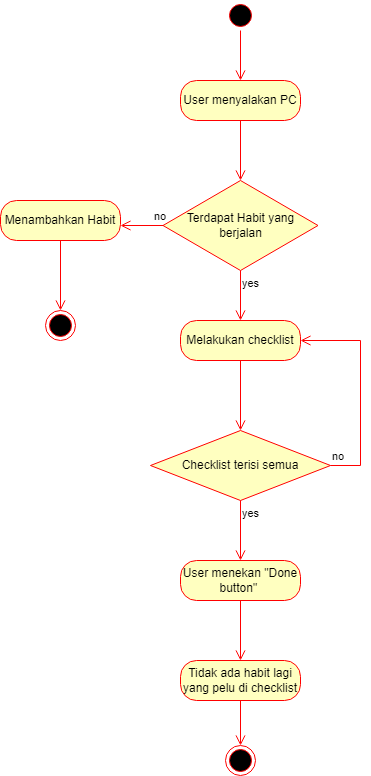 User menyalakan PC
Terdapat Habit yang
berjalan
no
Menambahkan Habit
yes
Melakukan checklist
Checklist terisi semua
no
yes
User menekan "Done
button"
Tidak ada habit lagi
yang pelu di checklist